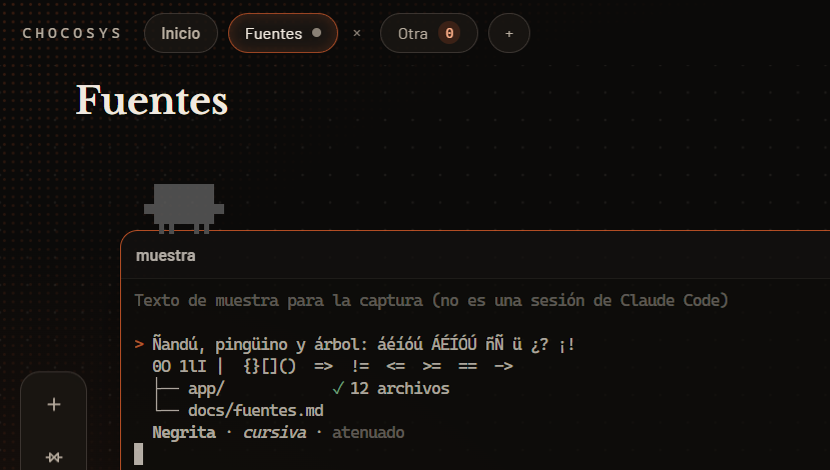 CHOCOSYS Inicio Fuentes × Otra 0 +
Fuentes
muestra
Texto de muestra para la captura (no es una sesión de Claude Code)
> Ñandú, pingüino y árbol: áéíóú ÁÉÍÓÚ ñÑ ü ¿? ¡!
0O 1lI | {}[]() => != <= >= == ->
├── app/ ✓ 12 archivos
└── docs/fuentes.md
Negrita · cursiva · atenuado
+